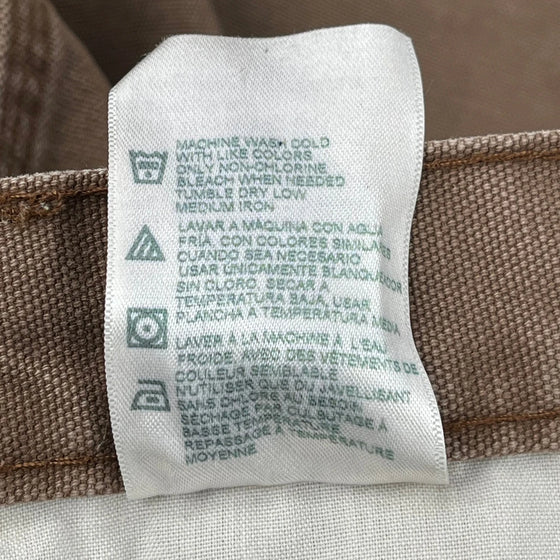 MACHINE WASH COLD
WITH LIKE COLORS
ONLY NON-CHLORINE
BLEACH WHEN NEEDED
TUMBLE DRY LOW
MEDIUM IRON
LAVAR A MÁQUINA CON AGUA
FRÍA, CON COLORES SIMILARES
CUANDO SEA NECESARIO
USAR UNICAMENTE BLANQUEADOR
SIN CLORO, SECAR A
TEMPERATURA BAJA, USAR
PLANCHA A TEMPERATURA MEDIA
LAVER À LA MACHINE À L'EAU
FROIDE, AVEC DES VÊTEMENTS DE
COULEUR SEMBLABLE
N'UTILISER QUE DU JAVELLISANT
SANS CHLORE AU BESOIN
SÉCHAGE PAR CULBUTAGE À
BASSE TEMPÉRATURE
REPASSAGE À TEMPÉRATURE
MOYENNE